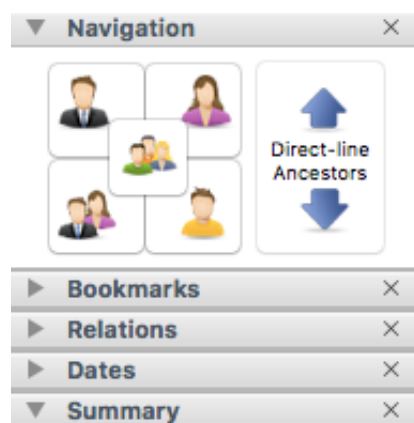 Navigation
Direct-line
Ancestors
Bookmarks
Relations
Dates
Summary